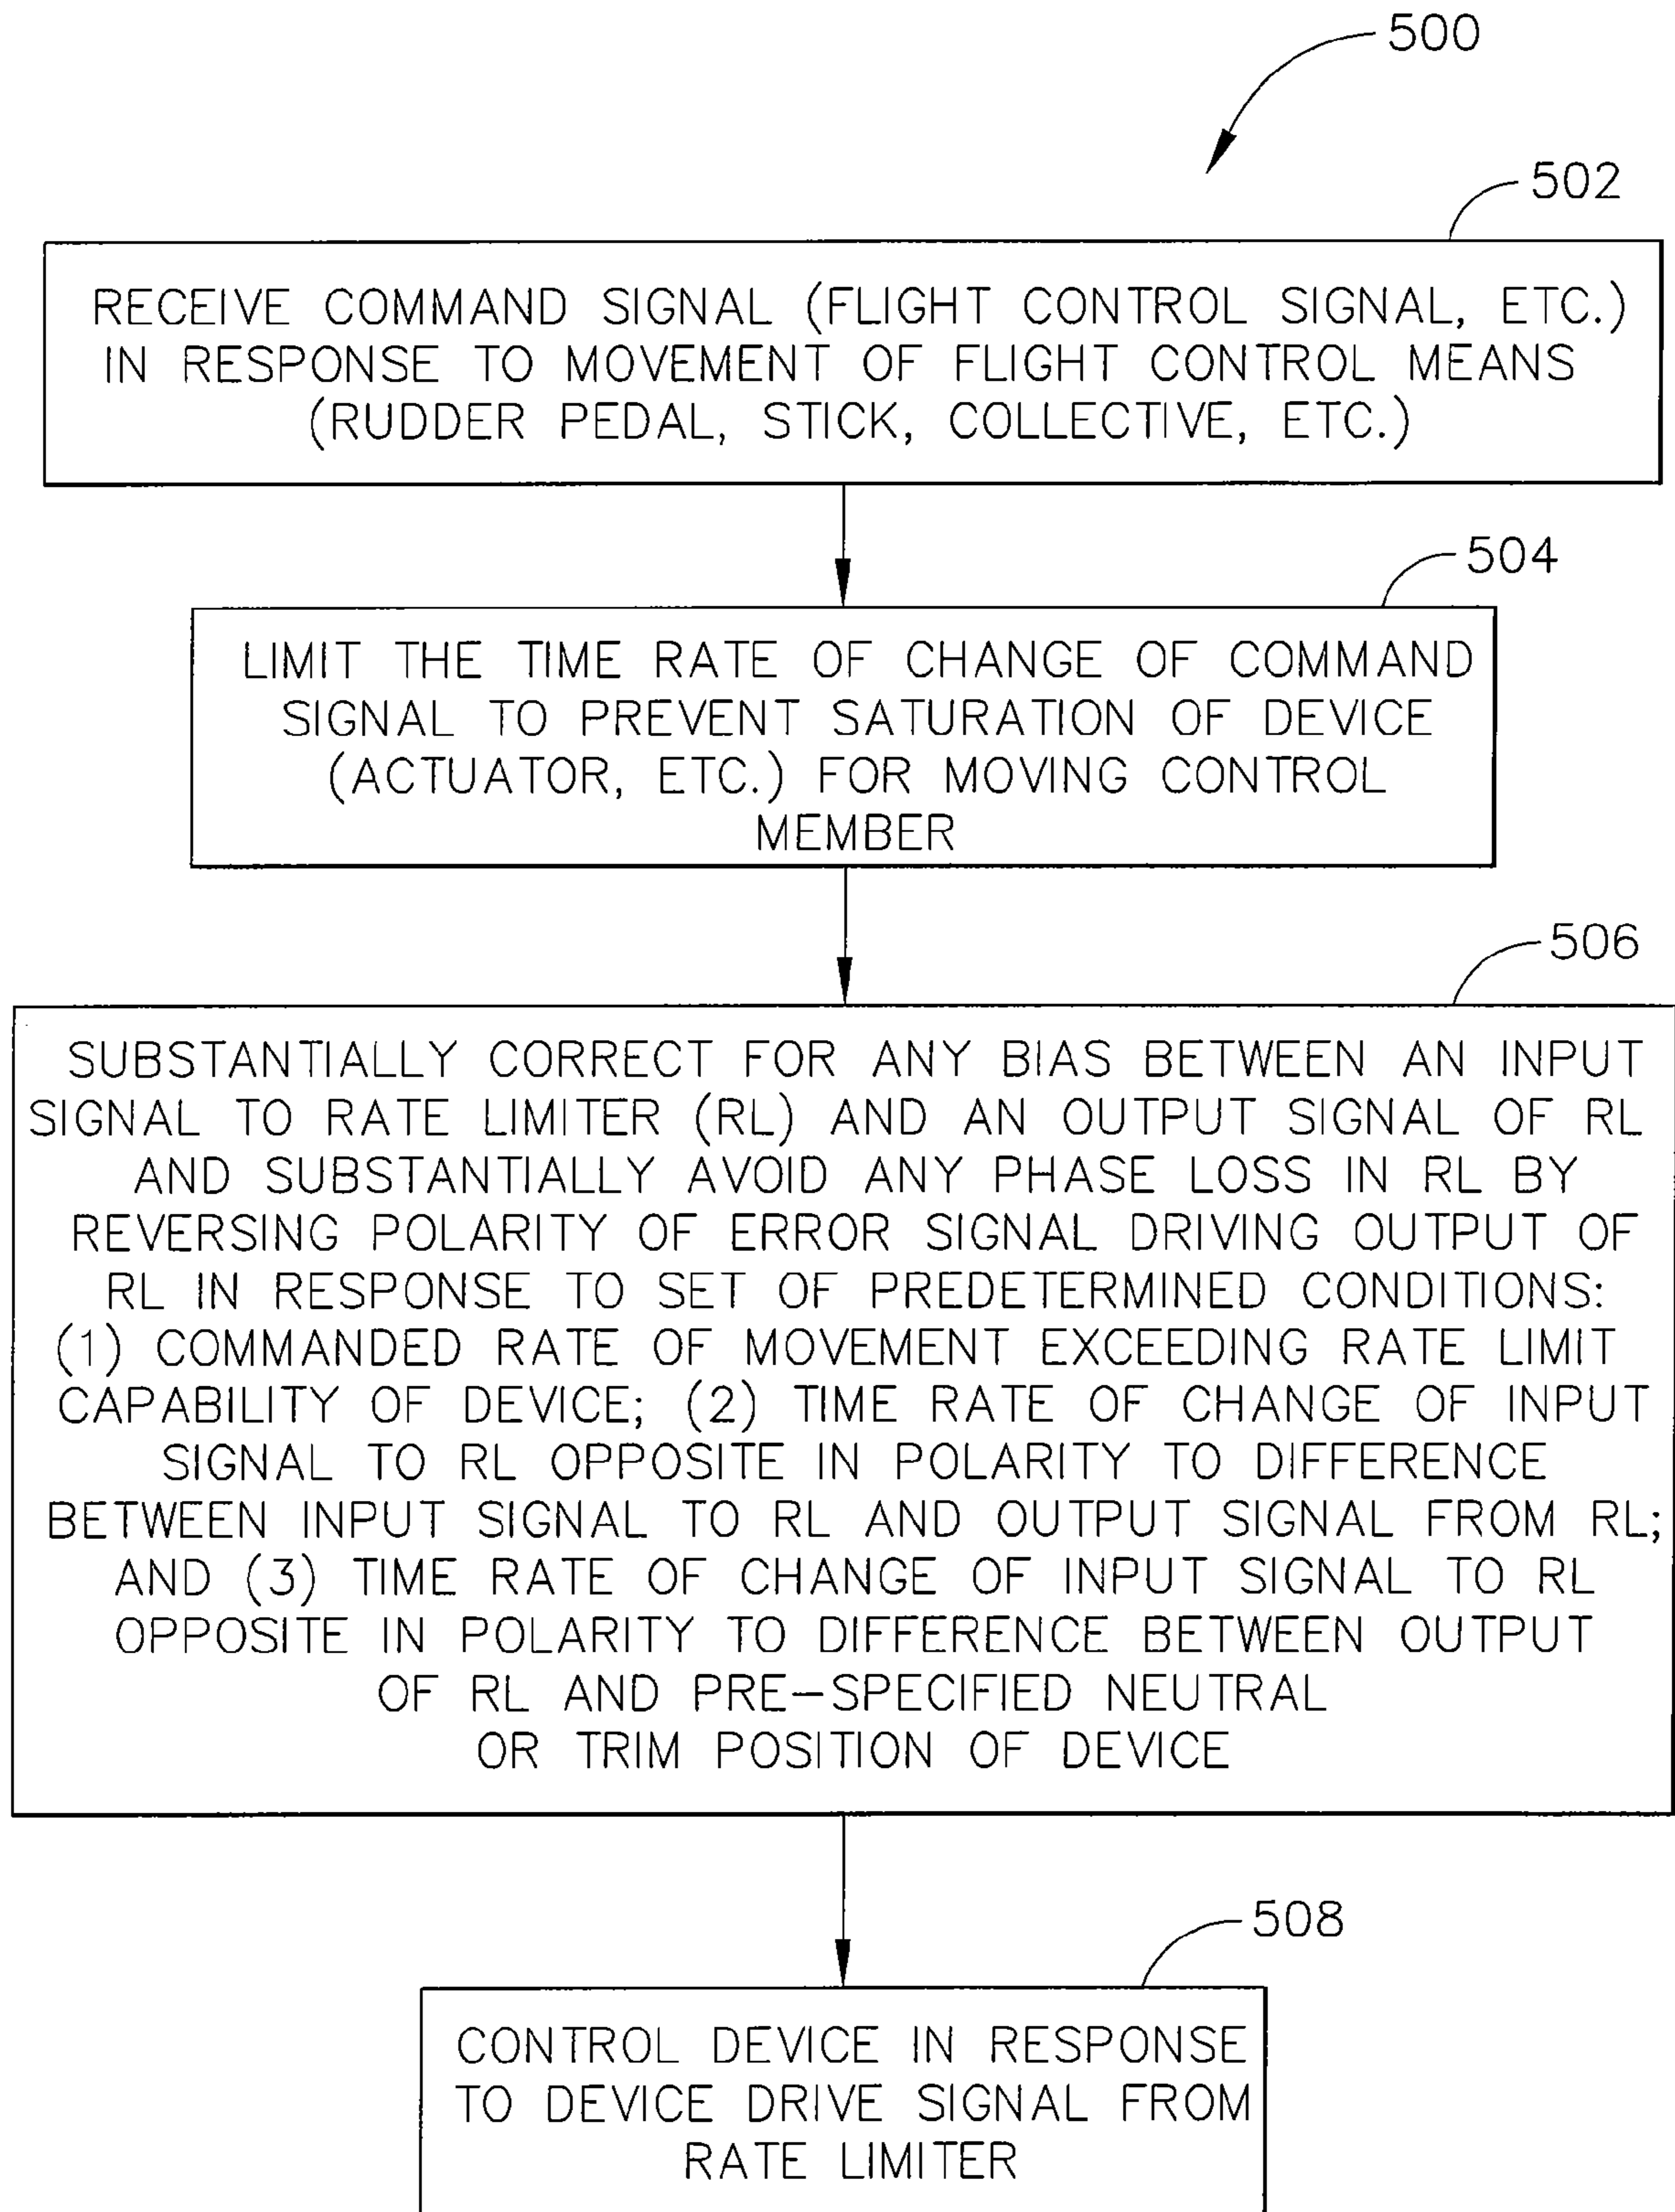 500
502
RECEIVE COMMAND SIGNAL (FLIGHT CONTROL SIGNAL, ETC.)
IN RESPONSE TO MOVEMENT OF FLIGHT CONTROL MEANS
(RUDDER PEDAL, STICK, COLLECTIVE, ETC.)
504
LIMIT THE TIME RATE OF CHANGE OF COMMAND
SIGNAL TO PREVENT SATURATION OF DEVICE
(ACTUATOR, ETC.) FOR MOVING CONTROL
MEMBER
506
SUBSTANTIALLY CORRECT FOR ANY BIAS BETWEEN AN INPUT
SIGNAL TO RATE LIMITER (RL) AND AN OUTPUT SIGNAL OF RL
AND SUBSTANTIALLY AVOID ANY PHASE LOSS IN RL BY
REVERSING POLARITY OF ERROR SIGNAL DRIVING OUTPUT OF
RL IN RESPONSE TO SET OF PREDETERMINED CONDITIONS:
(1) COMMANDED RATE OF MOVEMENT EXCEEDING RATE LIMIT
CAPABILITY OF DEVICE; (2) TIME RATE OF CHANGE OF INPUT
SIGNAL TO RL OPPOSITE IN POLARITY TO DIFFERENCE
BETWEEN INPUT SIGNAL TO RL AND OUTPUT SIGNAL FROM RL;
AND (3) TIME RATE OF CHANGE OF INPUT SIGNAL TO RL
OPPOSITE IN POLARITY TO DIFFERENCE BETWEEN OUTPUT
OF RL AND PRE-SPECIFIED NEUTRAL
OR TRIM POSITION OF DEVICE
508
CONTROL DEVICE IN RESPONSE
TO DEVICE DRIVE SIGNAL FROM
RATE LIMITER